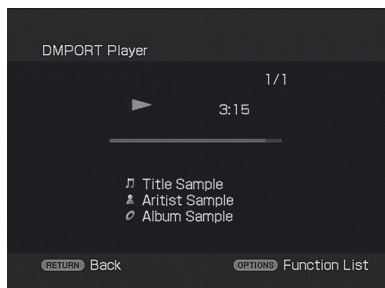 DMPORT Player
1/1
3:15
Title Sample
Aritist Sample
Album Sample
RETURN Back OPTIONS Function List